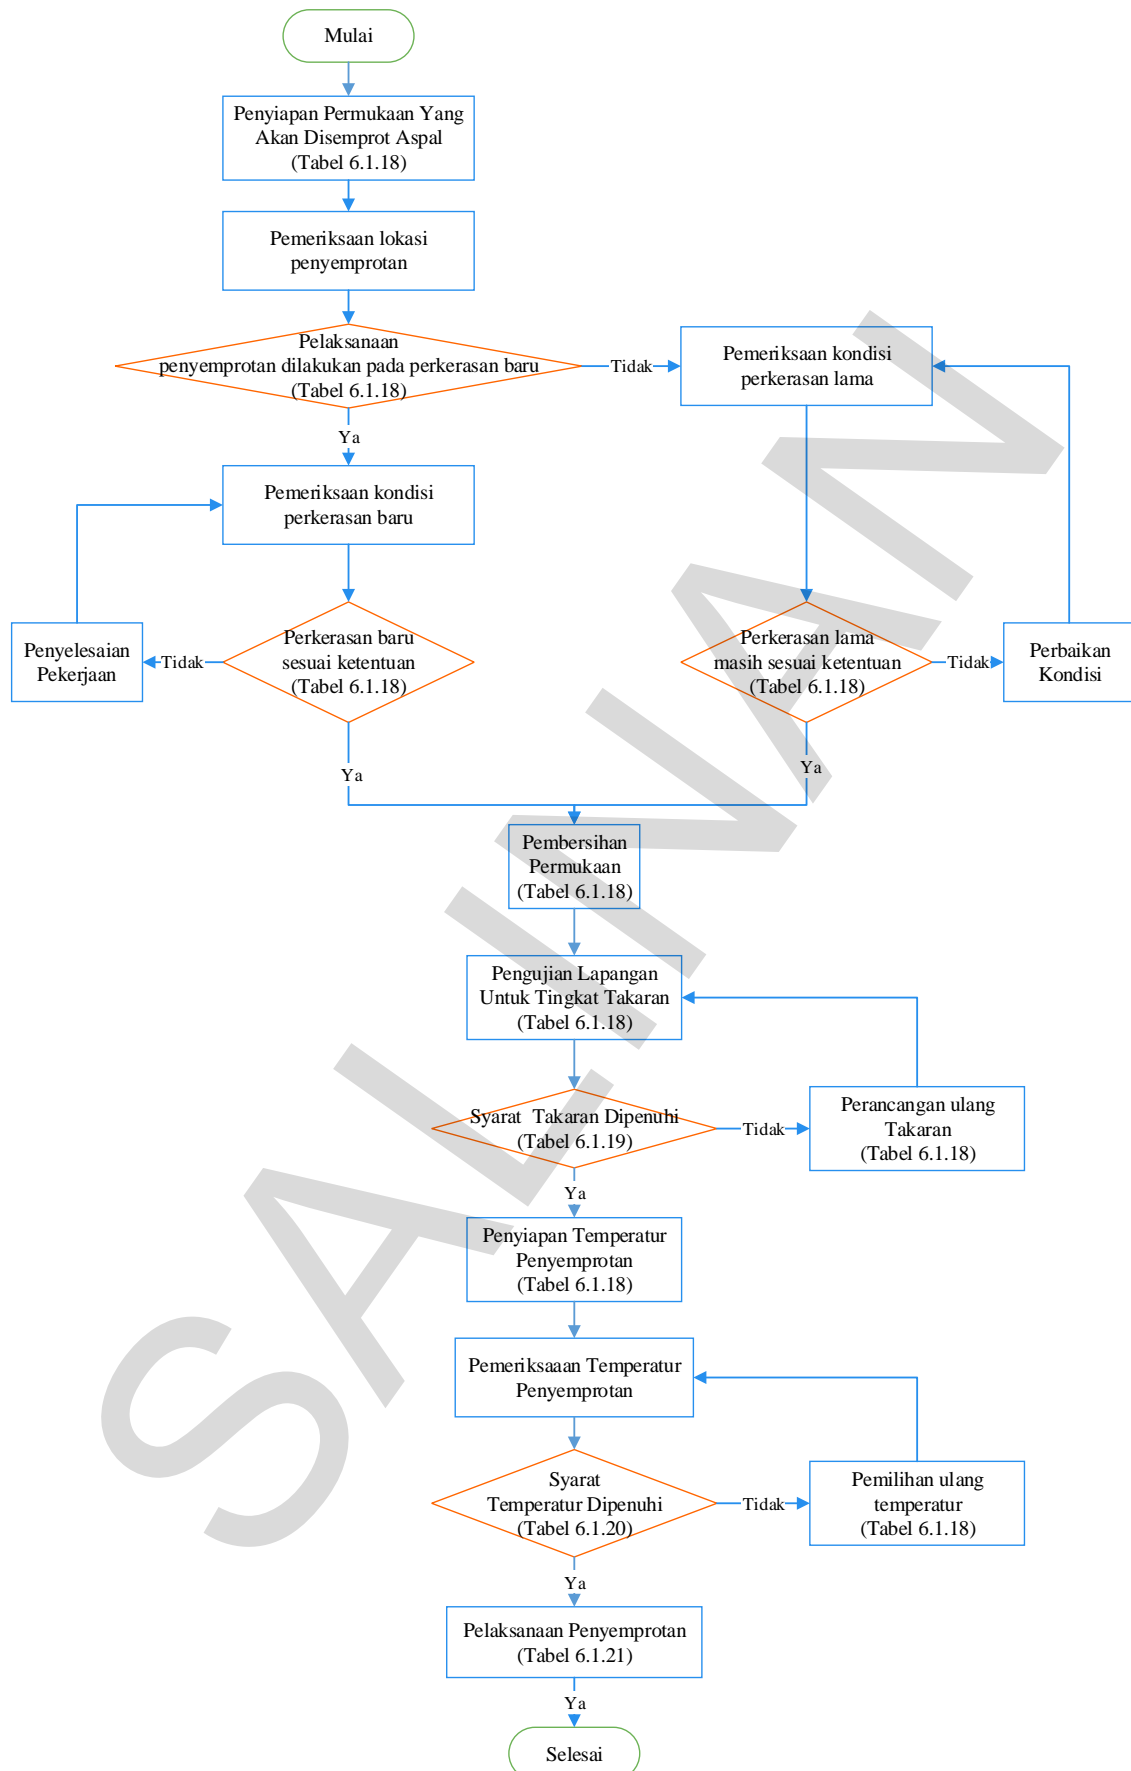 Mulai
Penyiapan Permukaan Yang
Akan Disemprot Aspal
(Tabel 6.1.18)
Pemeriksaan lokasi
penyemprotan
Pelaksanaan
penyemprotan dilakukan pada perkerasan baru
(Tabel 6.1.18)
Tidak
Pemeriksaan kondisi
perkerasan lama
Ya
Pemeriksaan kondisi
perkerasan baru
Penyelesaian
Pekerjaan
Tidak
Perkerasan baru
sesuai ketentuan
(Tabel 6.1.18)
Perkerasan lama
masih sesuai ketentuan
(Tabel 6.1.18)
Tidak
Perbaikan
Kondisi
Ya
Ya
Pembersihan
Permukaan
(Tabel 6.1.18)
Pengujian Lapangan
Untuk Tingkat Takaran
(Tabel 6.1.18)
Syarat Takaran Dipenuhi
(Tabel 6.1.19)
Tidak
Perancangan ulang
Takaran
(Tabel 6.1.18)
Ya
Penyiapan Temperatur
Penyemprotan
(Tabel 6.1.18)
Pemeriksaaan Temperatur
Penyemprotan
Syarat
Temperatur Dipenuhi
(Tabel 6.1.20)
Tidak
Pemilihan ulang
temperatur
(Tabel 6.1.18)
Ya
Pelaksanaan Penyemprotan
(Tabel 6.1.21)
Ya
Selesai
SALINAN